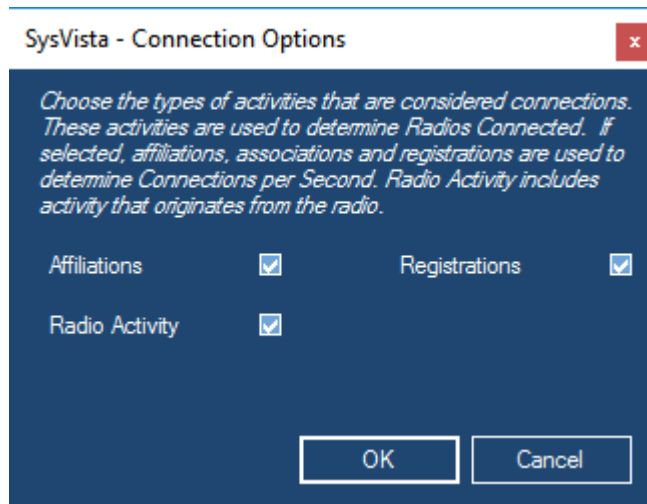 SysVista - Connection Options
x
Choose the types of activities that are considered connections.
These activities are used to determine Radios Connected. If
selected, affiliations, associations and registrations are used to
determine Connections per Second. Radio Activity includes
activity that originates from the radio.
Affiliations Registrations
Radio Activity
OK Cancel